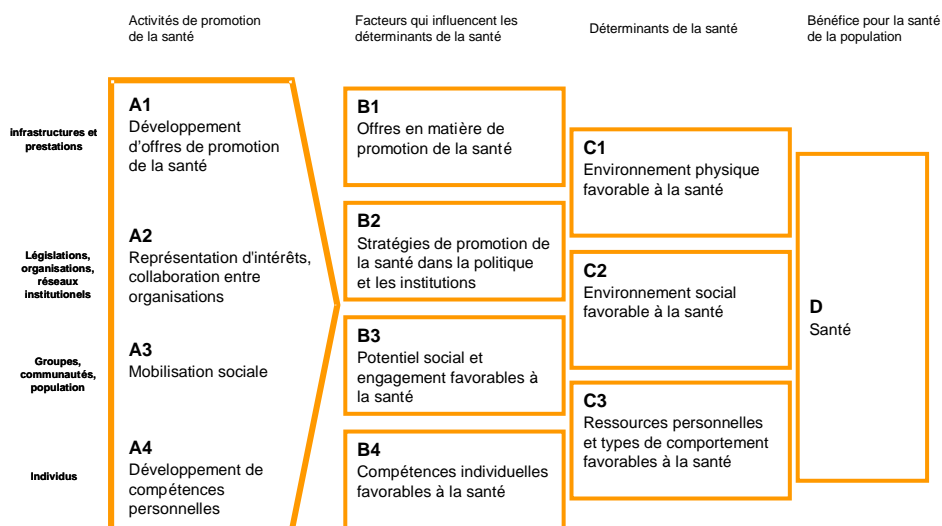 Activités de promotion
de la santé
Facteurs qui influencent les
déterminants de la santé
Déterminants de la santé
Bénéfice pour la santé
de la population
infrastructures et
prestations
A1
Développement
d'offres de promotion
de la santé
B1
Offres en matière de
promotion de la santé
C1
Environnement physique
favorable à la santé
Législations,
organisations,
réseaux
institutionels
A2
Représentation d'intérêts,
collaboration entre
organisations
B2
Stratégies de promotion de
la santé dans la politique
et les institutions
C2
Environnement social
favorable à la santé
D
Santé
Groupes,
communautés,
population
A3
Mobilisation sociale
B3
Potentiel social et
engagement favorables à
la santé
C3
Ressources personnelles
et types de comportement
favorables à la santé
Individus
A4
Développement de
compétences
personnelles
B4
Compétences individuelles
favorables à la santé